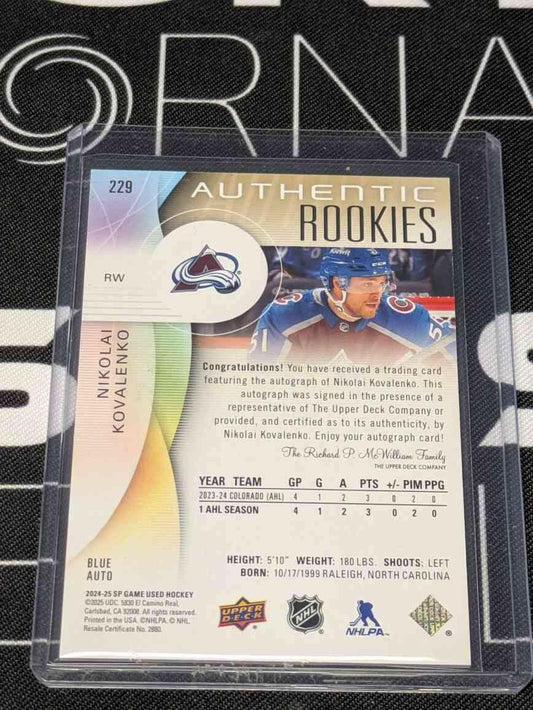 ORNA
229
AUTHENTIC
ROOKIES
RW
NIKOLAI
KOVALENKO
51
Congratulations! You have received a trading card
featuring the autograph of Nikolai Kovalenko. This
autograph was signed in the presence of a
representative of The Upper Deck Company or
provided, and certified as to its authenticity, by
Nikolai Kovalenko. Enjoy your autograph card!
The Richard P. McWilliam Family
THE UPPER DECK COMPANY
YEAR TEAM GP G A PTS +/- PIM PPG
2023-24 COLORADO (AHL) 4 1 2 3 0 2 0
1 AHL SEASON 4 1 2 3 0 2 0
HEIGHT: 5'10" WEIGHT: 180 LBS. SHOOTS: LEFT
BORN: 10/17/1999 RALEIGH, NORTH CAROLINA
BLUE
AUTO
2024-25 SP GAME USED HOCKEY
©2025 UDC. 5830 El Camino Real,
Carlsbad, CA 92008. All rights reserved.
Printed in the USA. ©NHLPA. © NHL.
Resale Certificate No. 2880.
UPPER
DECK
NHL
NHLPA